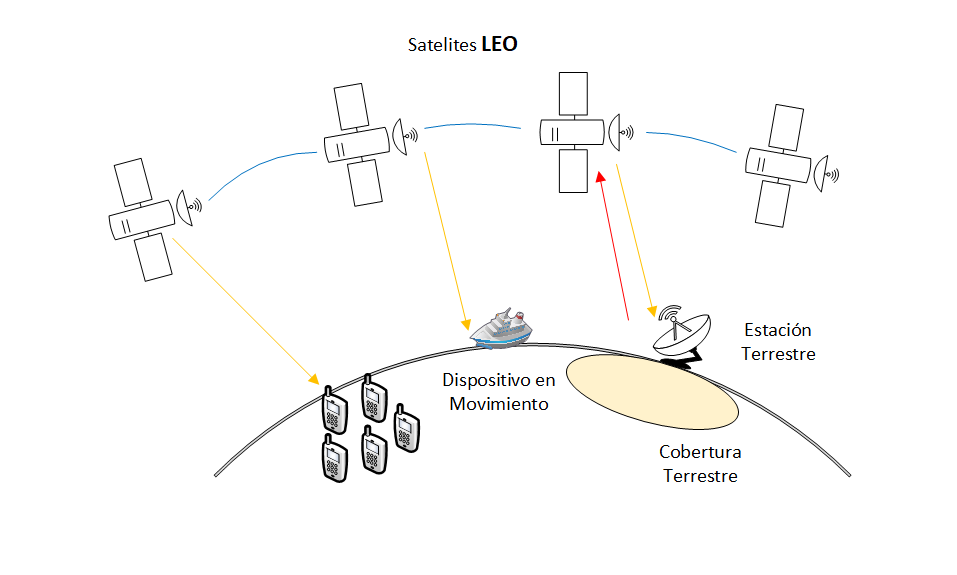 Satelites LEO
Estación
Terrestre
Dispositivo en
Movimiento
Cobertura
Terrestre